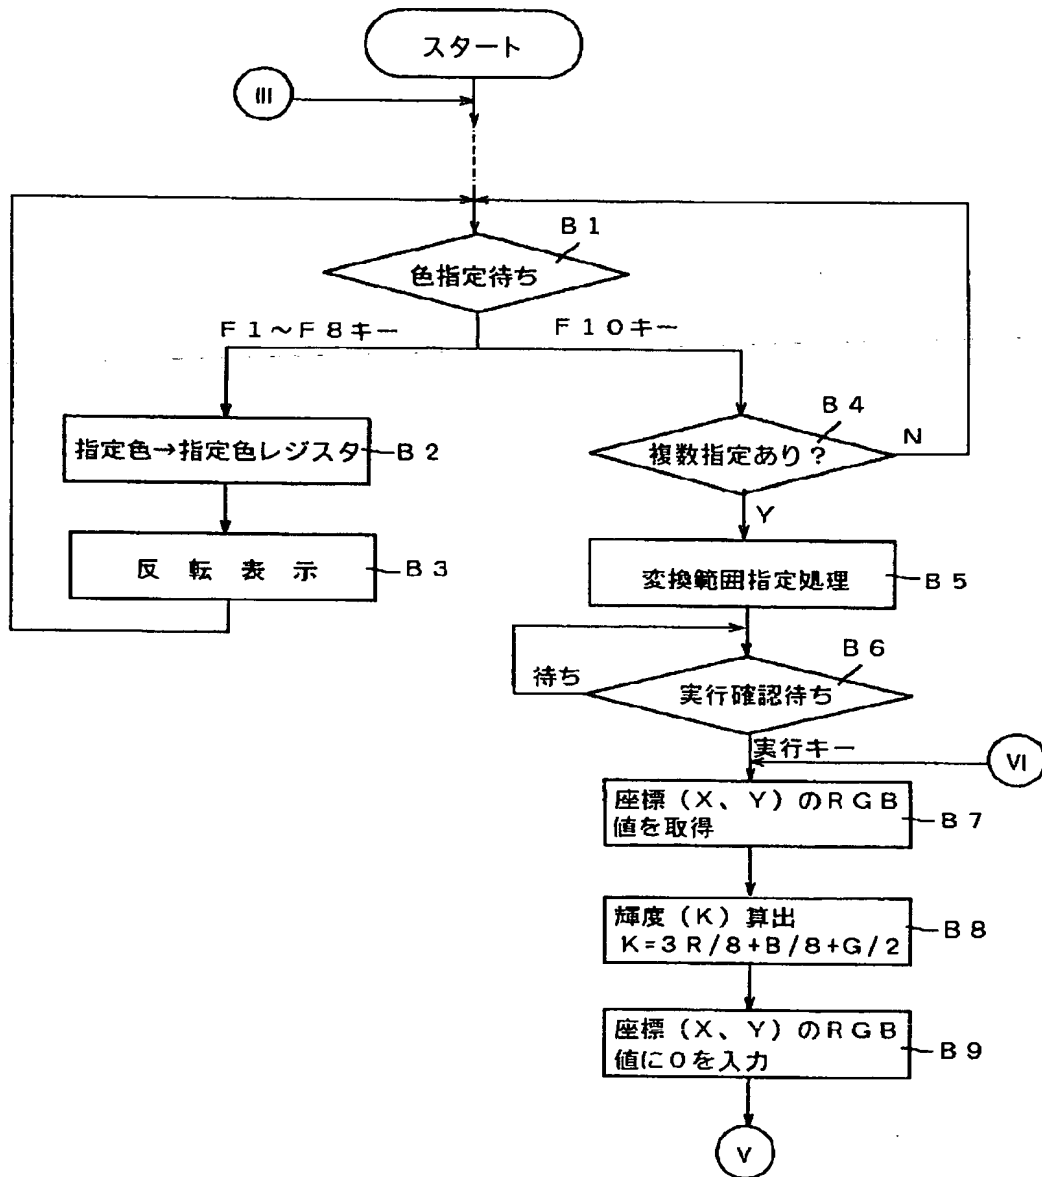 スタート
III
B1
色指定待ち
F1～F8キー
F10キー
B4
複数指定あり？
N
指定色→指定色レジスタ
B2
Y
反転表示
B3
変換範囲指定処理
B5
B6
待ち
実行確認待ち
実行キー
VI
座標（X、Y）のRGB
値を取得
B7
輝度（K）算出
K=3R/8+B/8+G/2
B8
座標（X、Y）のRGB
値に0を入力
B9
V